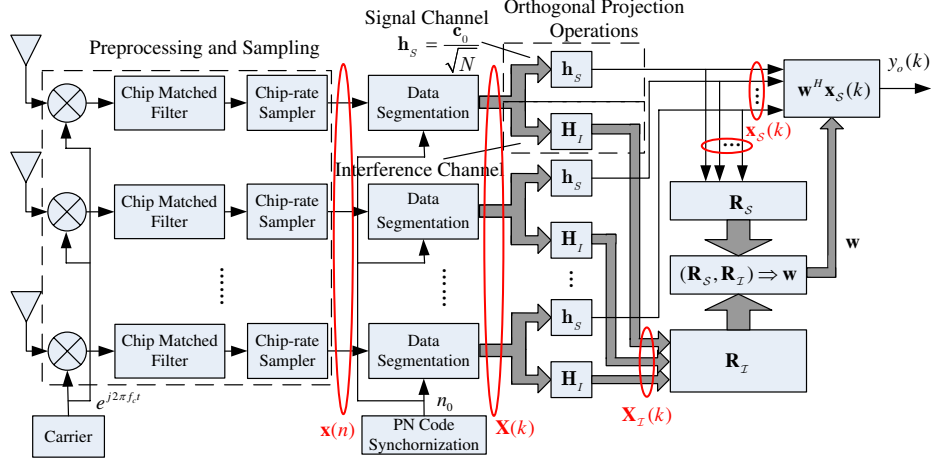 Preprocessing and Sampling
Signal Channel
h_S = c_0 / √N
Orthogonal Projection
Operations
Chip Matched
Filter
Chip-rate
Sampler
Data
Segmentation
h_S
H_I
w^H x_S(k)
y_o(k)
x_S(k)
Interference Channel
Chip Matched
Filter
Chip-rate
Sampler
Data
Segmentation
h_S
H_I
R_S
(R_S, R_I) ⇒ w
w
Chip Matched
Filter
Chip-rate
Sampler
Data
Segmentation
h_S
H_I
R_I
X_I(k)
e^{j2πf_c t}
Carrier
x(n)
n_0
PN Code
Synchornization
X(k)